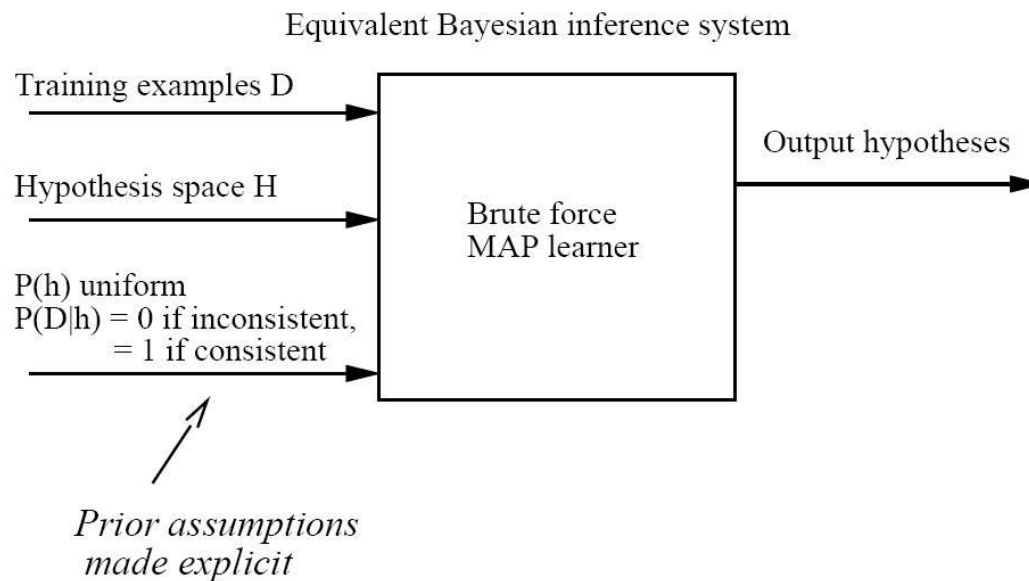 Equivalent Bayesian inference system
Training examples D
Output hypotheses
Hypothesis space H
Brute force
MAP learner
P(h) uniform
P(D|h) = 0 if inconsistent,
= 1 if consistent
Prior assumptions
made explicit